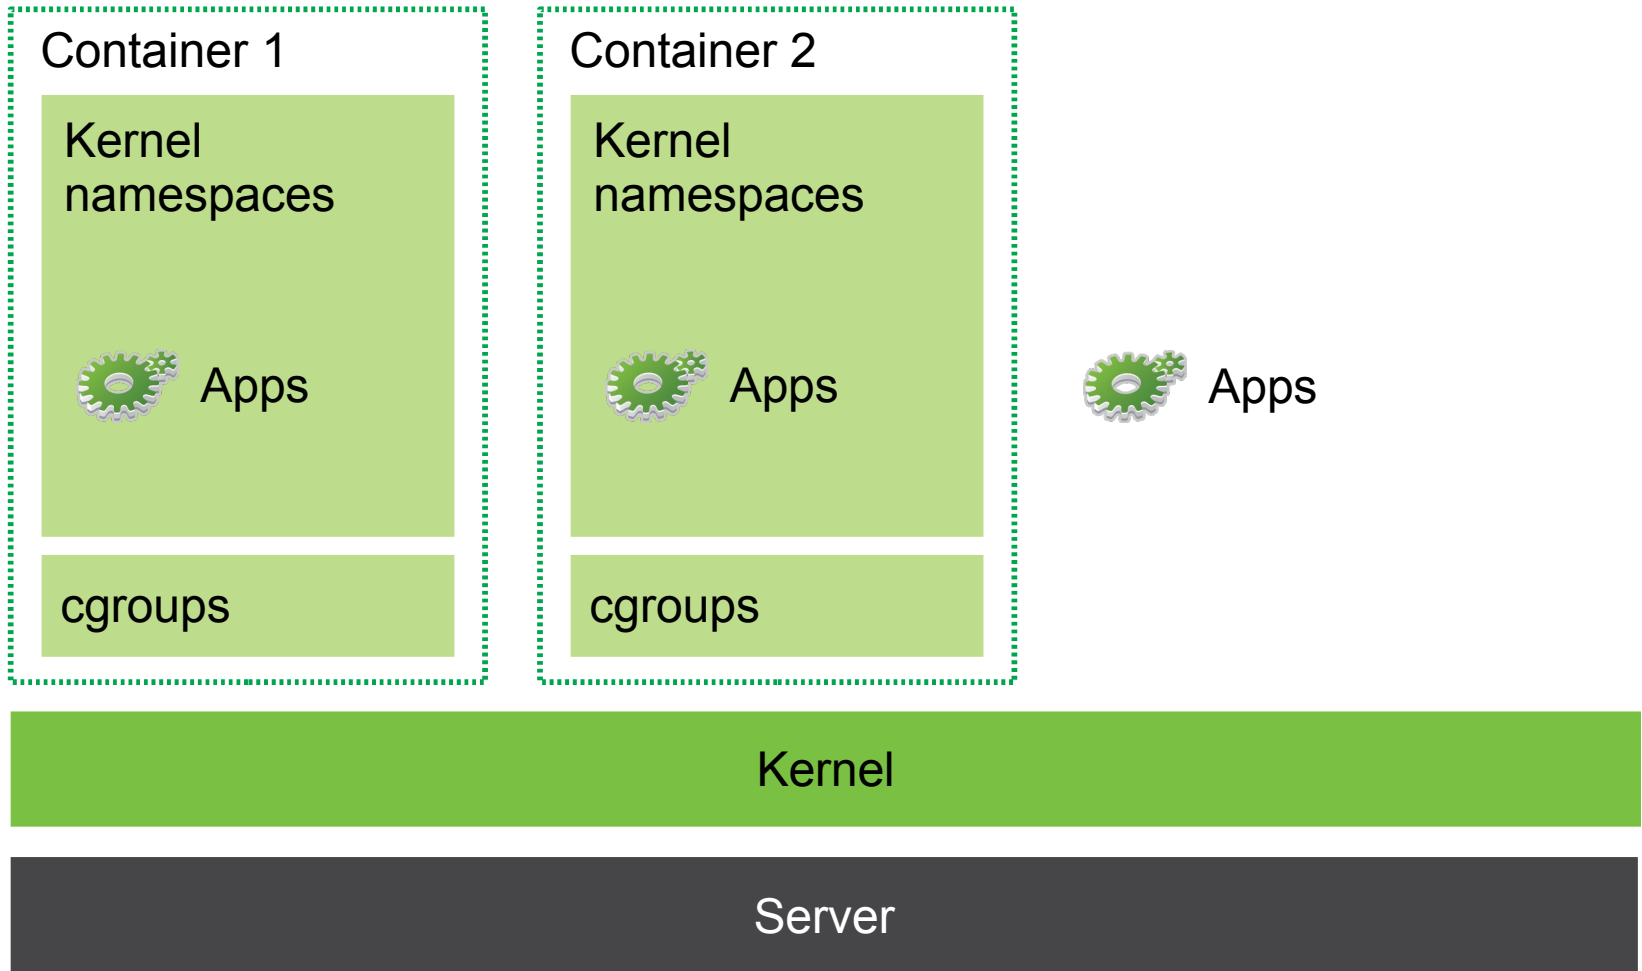 Container 1
Kernel
namespaces
Apps
cgroups
Container 2
Kernel
namespaces
Apps
cgroups
Apps
Kernel
Server